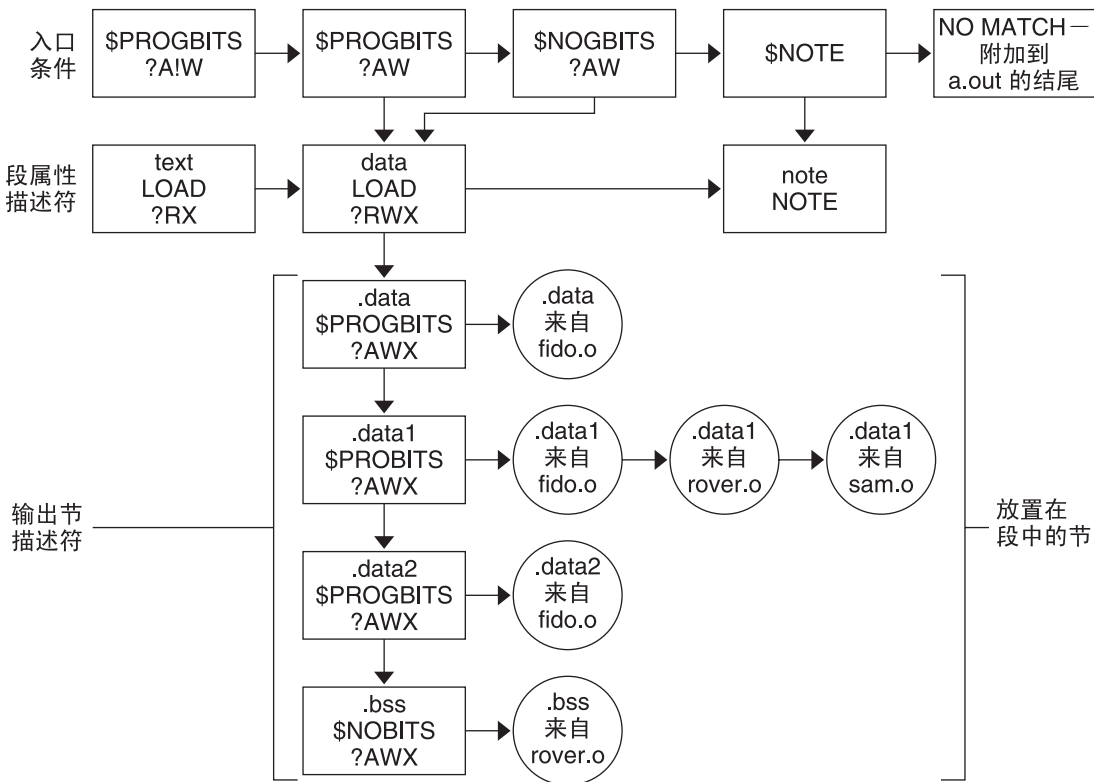 入口
条件
$PROGBITS
?A!W
$PROGBITS
?AW
$NOGBITS
?AW
$NOTE
NO MATCH－
附加到
a.out 的结尾
段属性
描述符
text
LOAD
?RX
data
LOAD
?RWX
note
NOTE
输出节
描述符
.data
$PROGBITS
?AWX
.data
来自
fido.o
.data1
$PROBITS
?AWX
.data1
来自
fido.o
.data1
来自
rover.o
.data1
来自
sam.o
.data2
$PROGBITS
?AWX
.data2
来自
fido.o
.bss
$NOBITS
?AWX
.bss
来自
rover.o
放置在
段中的节